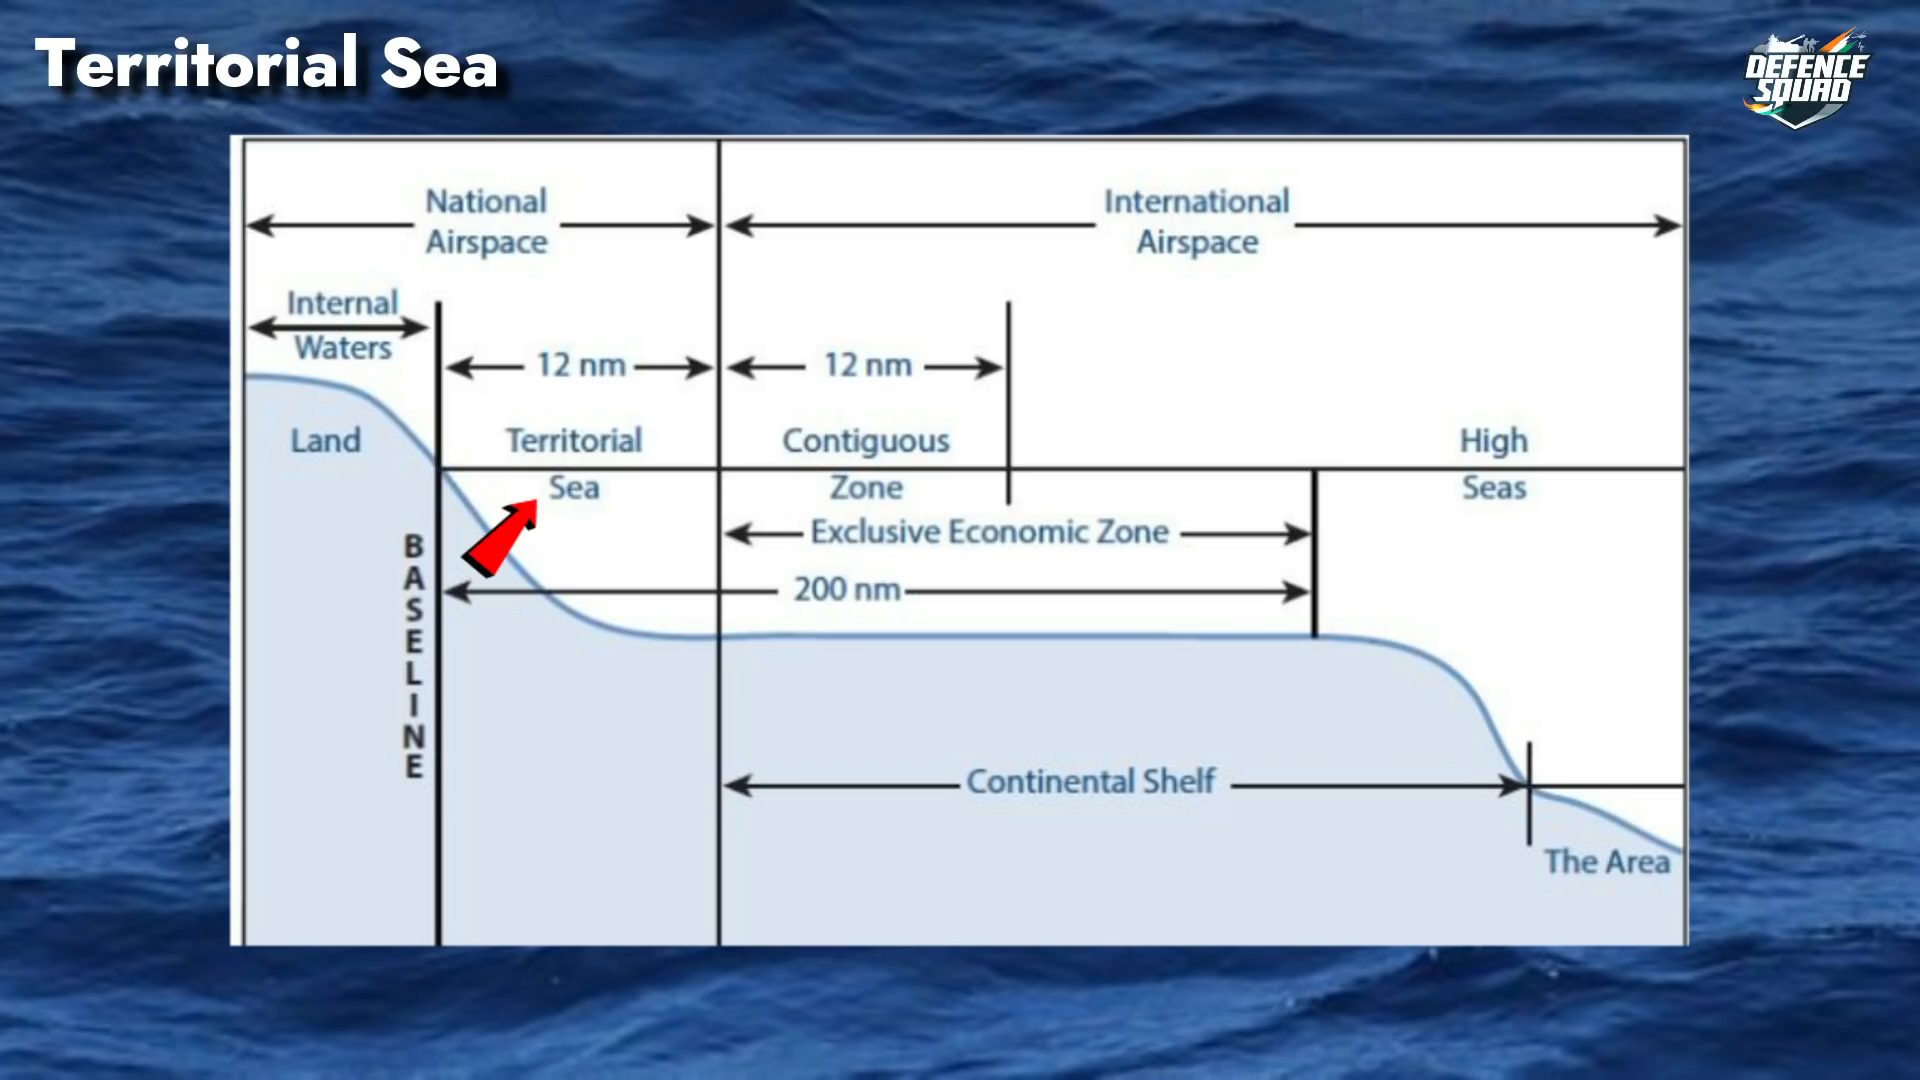 Territorial Sea
DEFENCE
SQUAD
National
Airspace
International
Airspace
Internal
Waters
12 nm
12 nm
Land
Territorial
Sea
Contiguous
Zone
High
Seas
Exclusive Economic Zone
200 nm
BASELINE
Continental Shelf
The Area